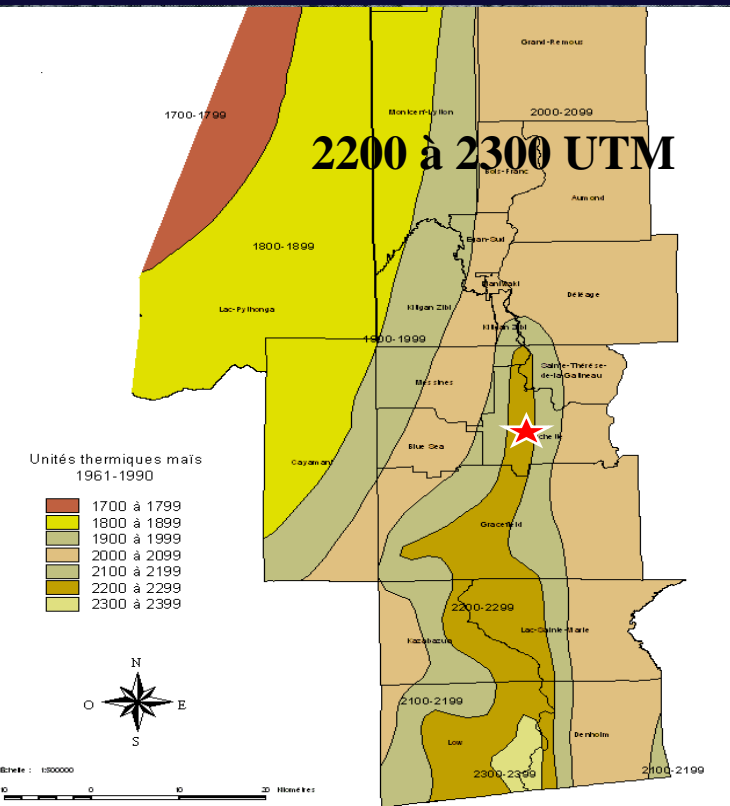 Grand-Remous
1700-1799
Montcerf-Lytton
2000-2099
2200 à 2300 UTM
Bois-Franc
Aumond
Egan-Sud
1800-1899
Maniwaki
Déléage
Lac-Pythonga
Kitigan Zibi
Kitigan Zibi
1900-1999
Sainte-Thérèse-
de-la-Gatineau
Messines
Blue Sea
Cayamant
Unités thermiques maïs
1961-1990
1700 à 1799
1800 à 1899
1900 à 1999
2000 à 2099
2100 à 2199
2200 à 2299
2300 à 2399
Gracefield
2200-2299
Lac-Sainte-Marie
Kazabazua
2100-2199
Low
Denholm
2300-2399
2100-2199
N
O
E
S
Echelle : 1:500000
10 0 10 20 Kilomètres